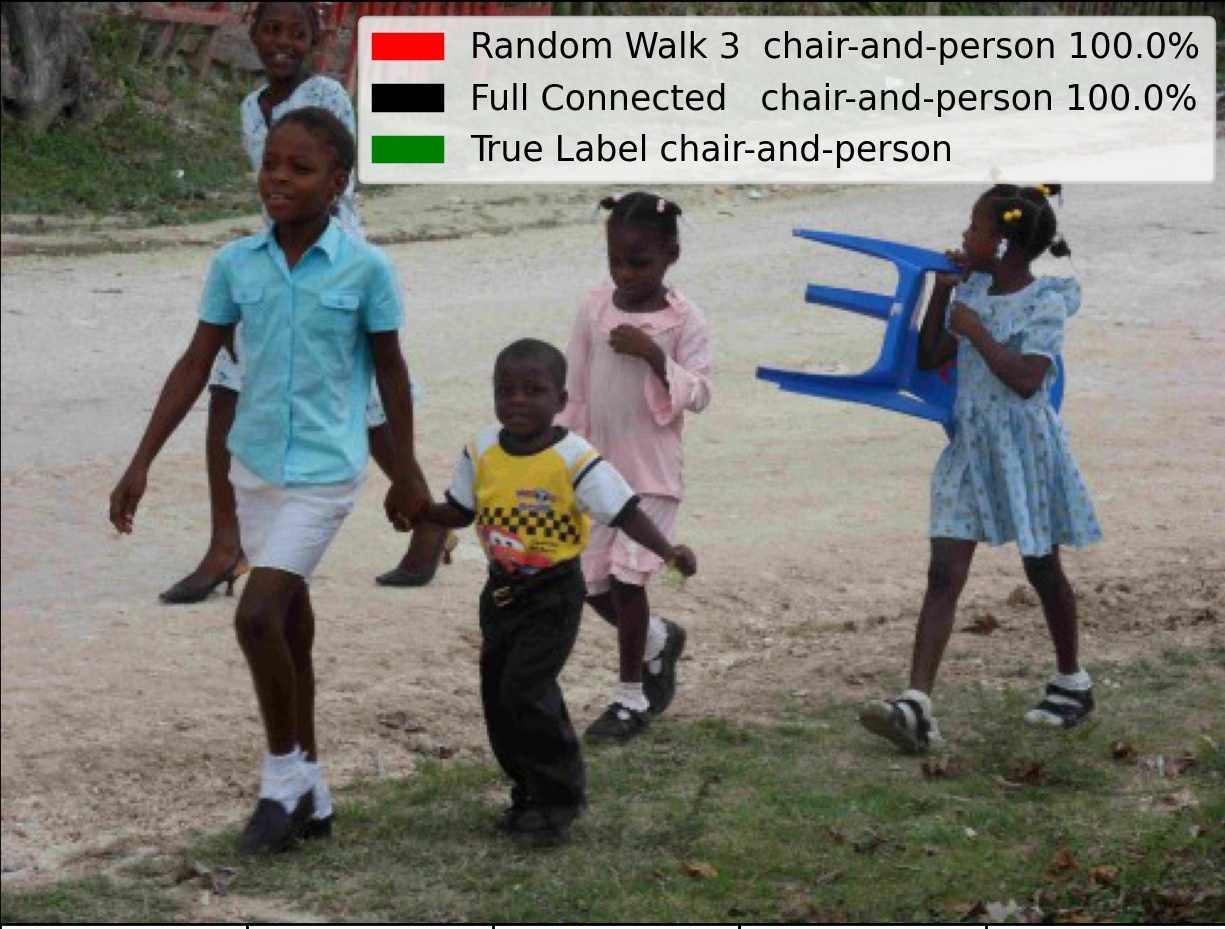 Random Walk 3  chair-and-person 100.0%
Full Connected   chair-and-person 100.0%
True Label chair-and-person